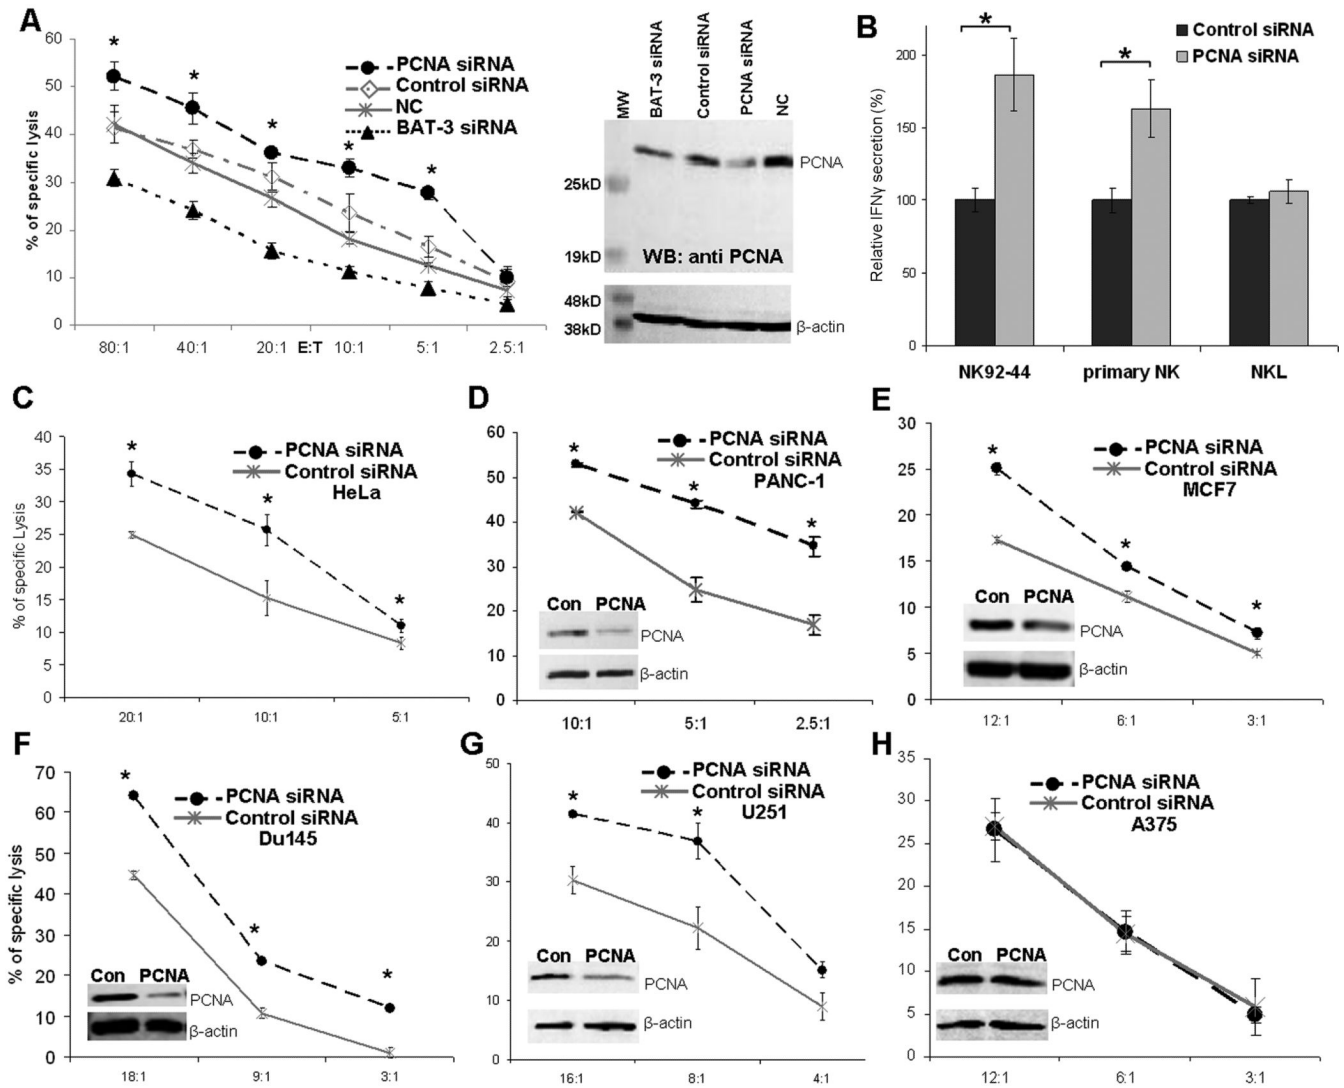 A
60
50
40
30
20
10
0
% of specific lysis
*
*
*
*
*
PCNA siRNA
Control siRNA
NC
BAT-3 siRNA
80:1
40:1
20:1
E:T
10:1
5:1
2.5:1
MW
BAT-3 siRNA
Control siRNA
PCNA siRNA
NC
PCNA
25kD
19kD
WB: anti PCNA
48kD
38kD
β-actin
B
Relative IFNγ secretion (%)
200
150
100
50
0
*
*
Control siRNA
PCNA siRNA
NK92-44
primary NK
NKL
C
% of specific Lysis
40
35
30
25
20
15
10
5
0
*
*
*
PCNA siRNA
Control siRNA
HeLa
20:1
10:1
5:1
D
60
50
40
30
20
10
0
*
*
*
PCNA siRNA
Control siRNA
PANC-1
Con PCNA
PCNA
β-actin
10:1
5:1
2.5:1
E
30
25
20
15
10
5
0
*
*
*
PCNA siRNA
Control siRNA
MCF7
Con PCNA
PCNA
β-actin
12:1
6:1
3:1
F
% of specific lysis
70
60
50
40
30
20
10
0
*
*
*
PCNA siRNA
Control siRNA
Du145
Con PCNA
PCNA
β-actin
18:1
9:1
3:1
G
50
40
30
20
10
0
*
*
PCNA siRNA
Control siRNA
U251
Con PCNA
PCNA
β-actin
16:1
8:1
4:1
H
35
30
25
20
15
10
5
0
PCNA siRNA
Control siRNA
A375
Con PCNA
PCNA
β-actin
12:1
6:1
3:1